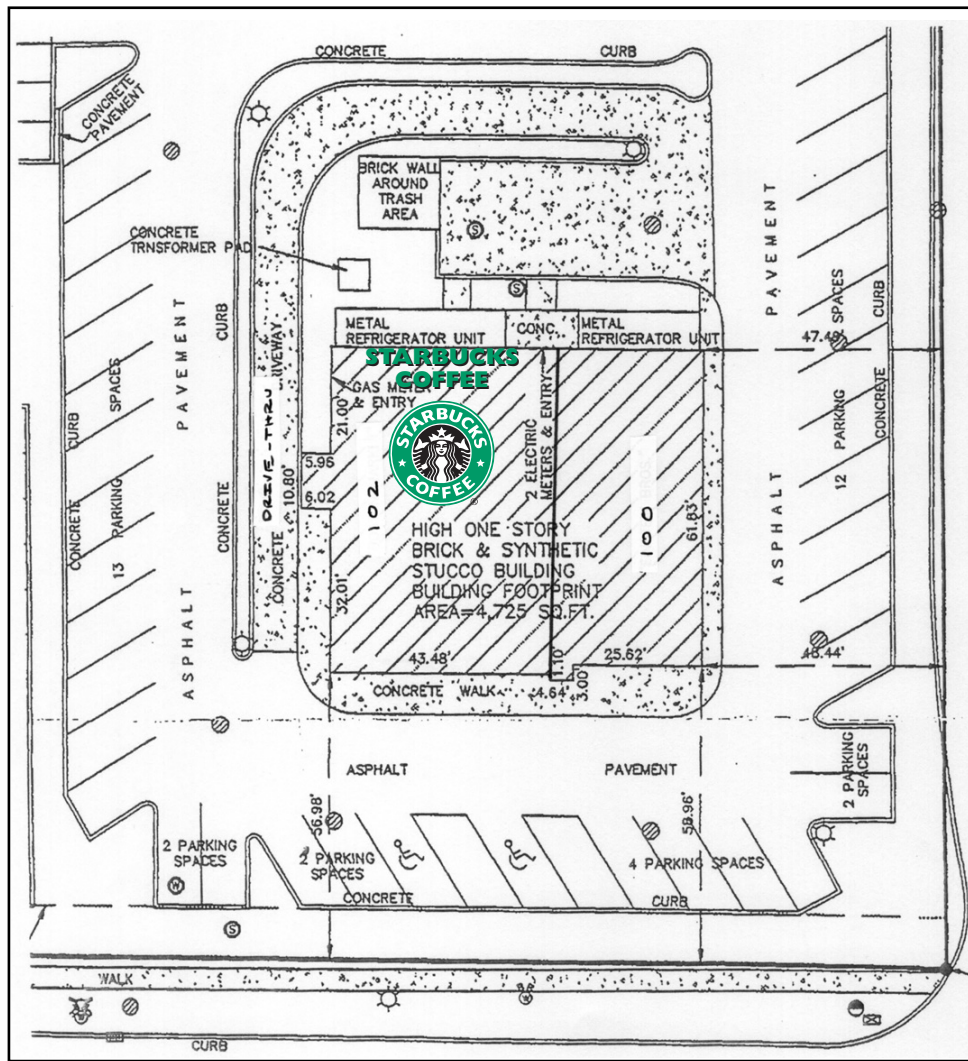 CONCRETE CURB
CONCRETE
PAVEMENT
BRICK WALL
AROUND
TRASH
AREA
CONCRETE
TRNSFORMER PAD
S
S
PAVEMENT
CURB
METAL
REFRIGERATOR UNIT
CONC.
METAL
REFRIGERATOR UNIT
47.48'
SPACES
CURB
PAVEMENT
STARBUCKS
COFFEE
GAS METER
& ENTRY
21.00'
STARBUCKS
COFFEE
2 ELECTRIC
METERS & ENTRY
SPACES
PARKING
13
CURB
CONCRETE
DRIVE-THRU
CONCRETE
10.80'
5.96
6.02
102
100
61.83'
12 PARKING
CONCRETE
ASPHALT
HIGH ONE STORY
BRICK & SYNTHETIC
STUCCO BUILDING
BUILDING FOOTPRINT
AREA=4,725 SQ.FT.
32.01'
CONCRETE
ASPHALT
43.48'
1.10'
25.62'
3.00'
4.64'
CONCRETE WALK
ASPHALT PAVEMENT
2 PARKING
SPACES
56.98'
2 PARKING
SPACES
2 PARKING
SPACES
4 PARKING SPACES
W
CONCRETE CURB
S
WALK
CURB